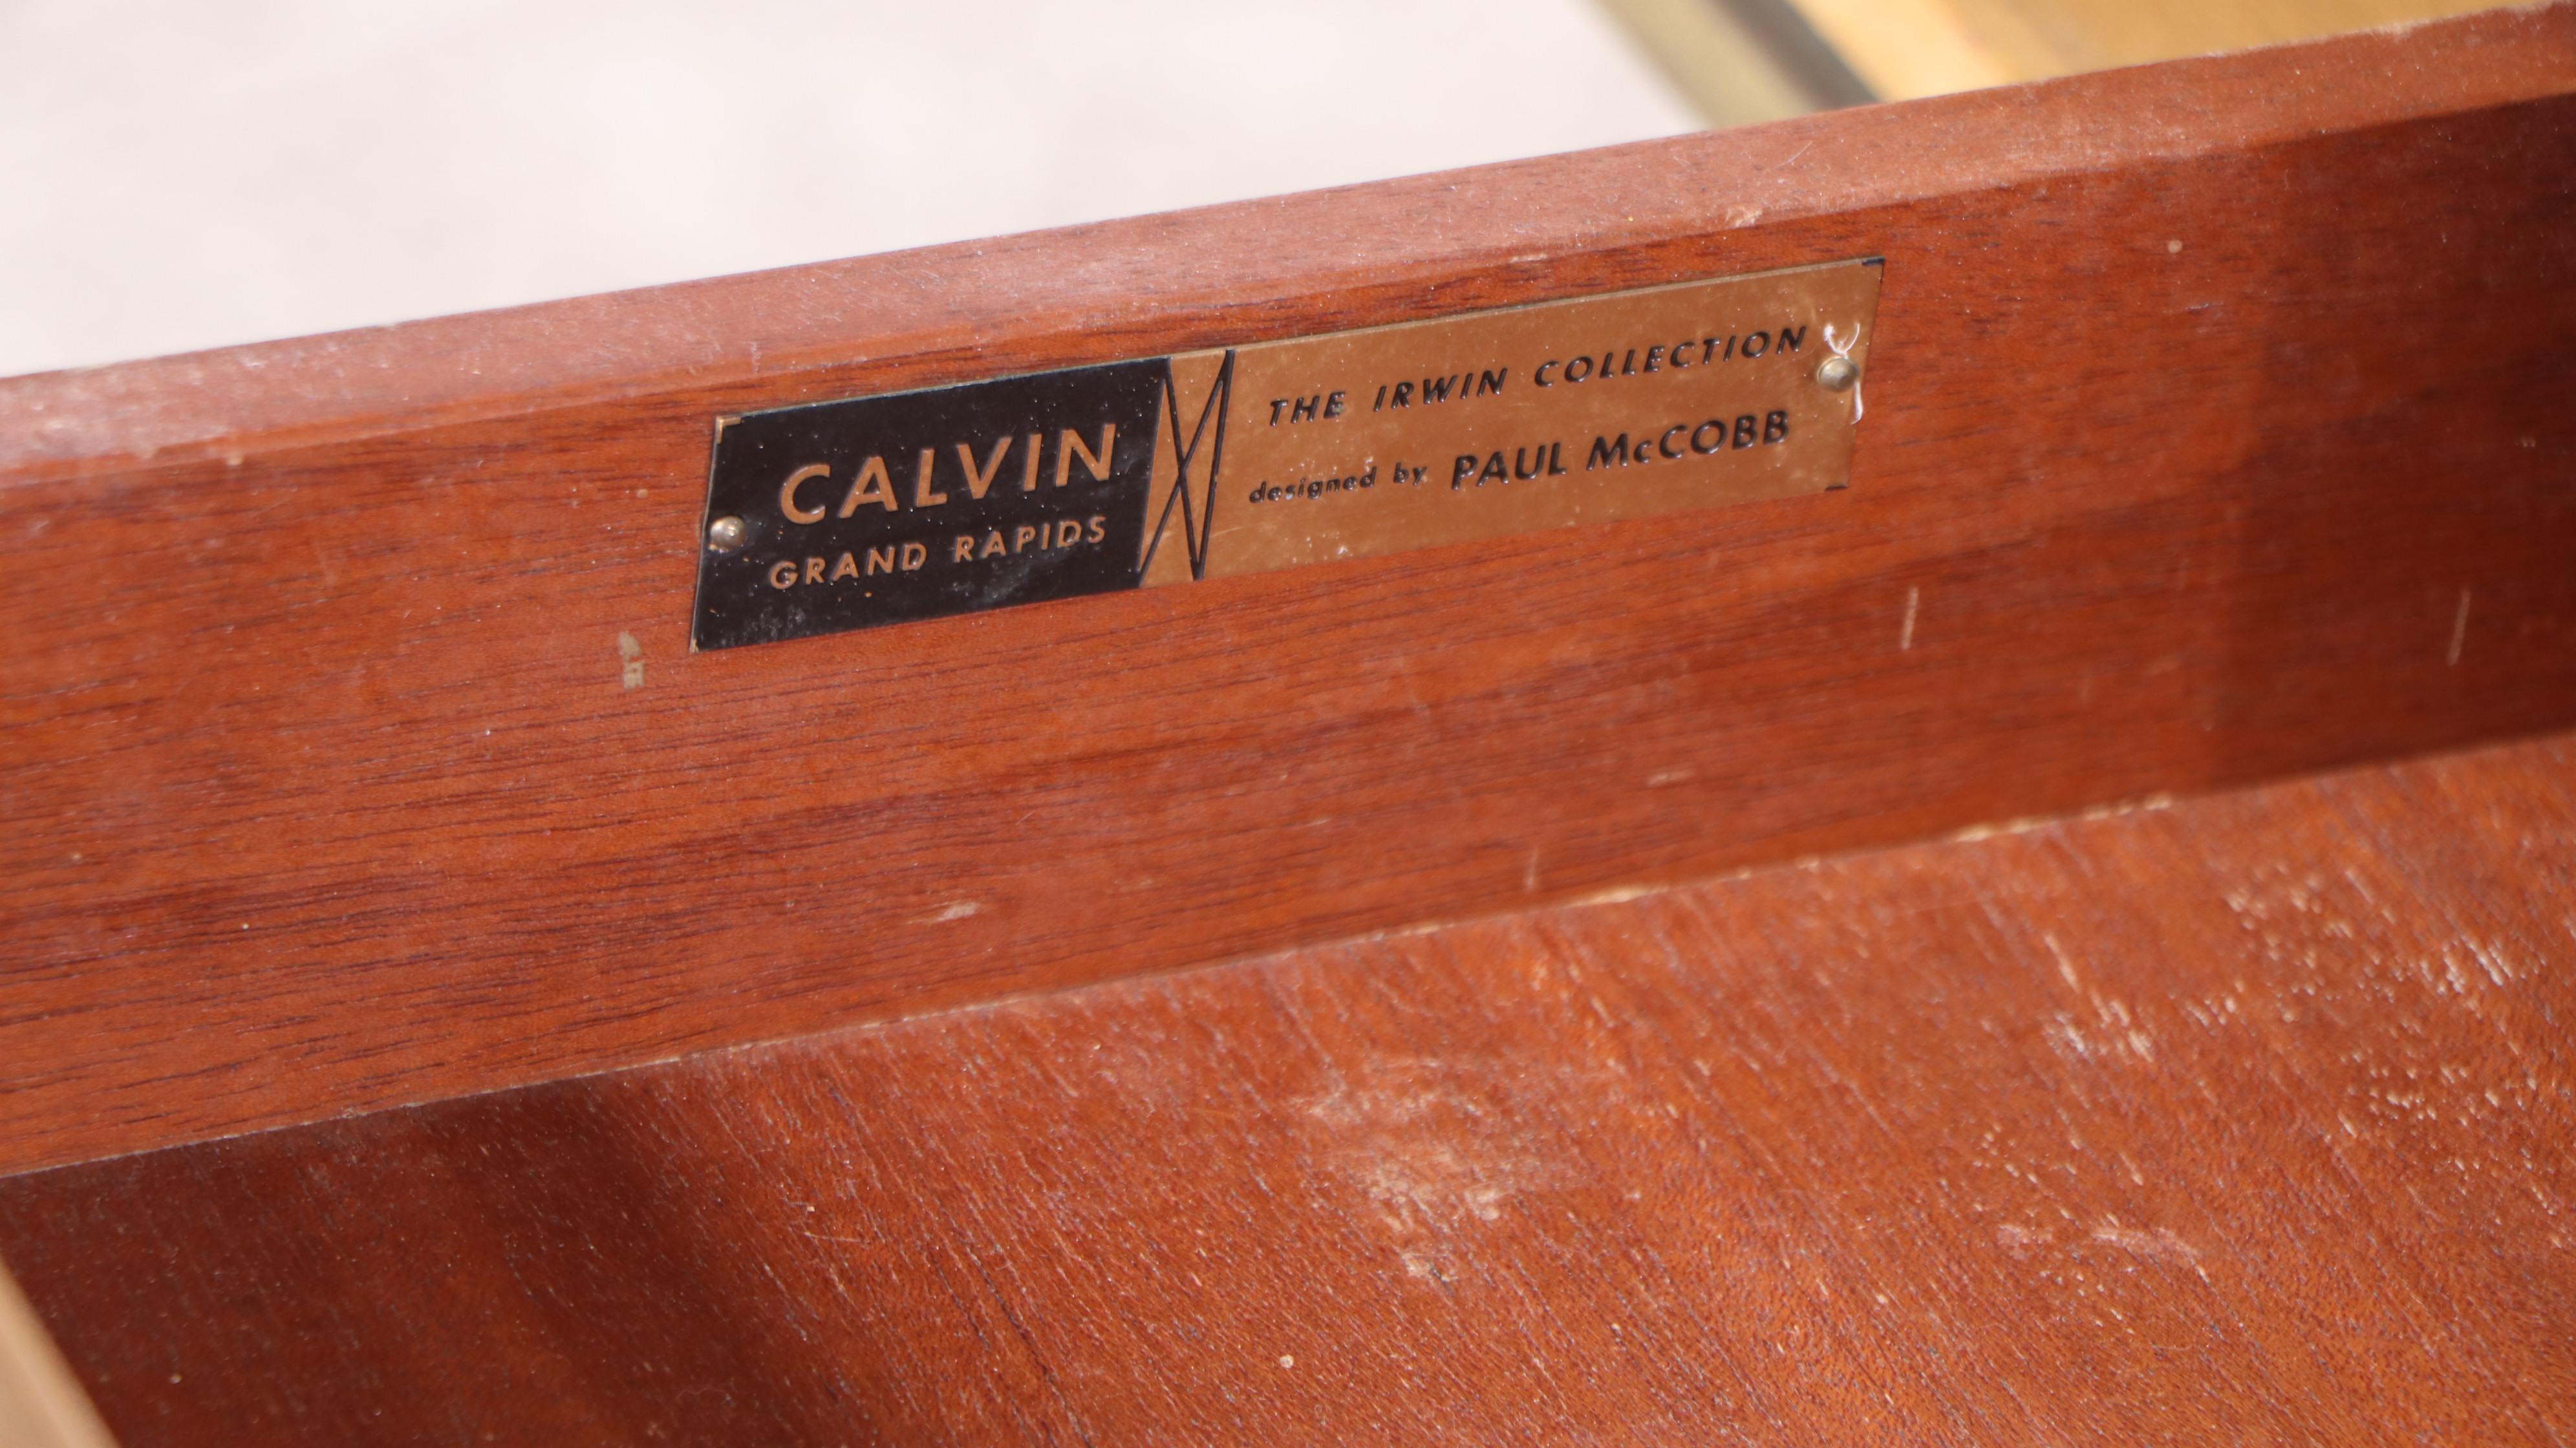 CALVIN
GRAND RAPIDS
THE IRWIN COLLECTION
designed by PAUL McCOBB